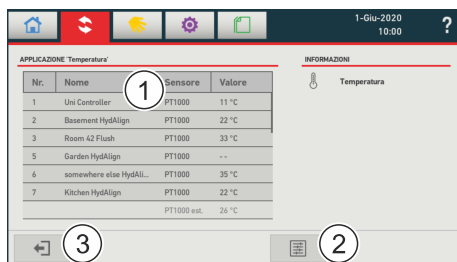 1-Giu-2020
10:00
?
APPLICAZIONE 'Temperatura'
INFORMAZIONI
Nr. Nome Sensore Valore
Temperatura
1 Uni Controller PT1000 11 °C
2 Basement HydAlign PT1000 22 °C
3 Room 42 Flush PT1000 33 °C
5 Garden HydAlign PT1000 --
6 somewhere else HydAli... PT1000 35 °C
7 Kitchen HydAlign PT1000 22 °C
PT1000 est. 26 °C
1
3
2